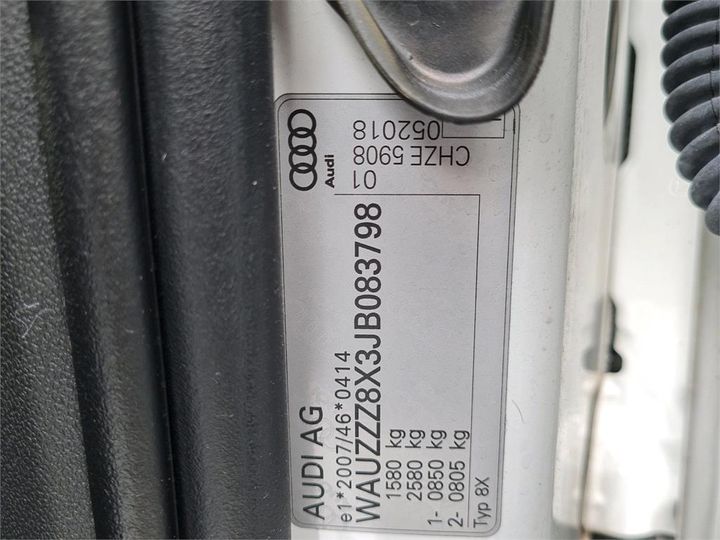 AUDI AG
e1*2007/46*0414
WAUZZZ8X3JB083798
1580 kg
2580 kg
1- 0850 kg
2- 0805 kg
Typ 8X
Audi
01
CHZE 5908
052018